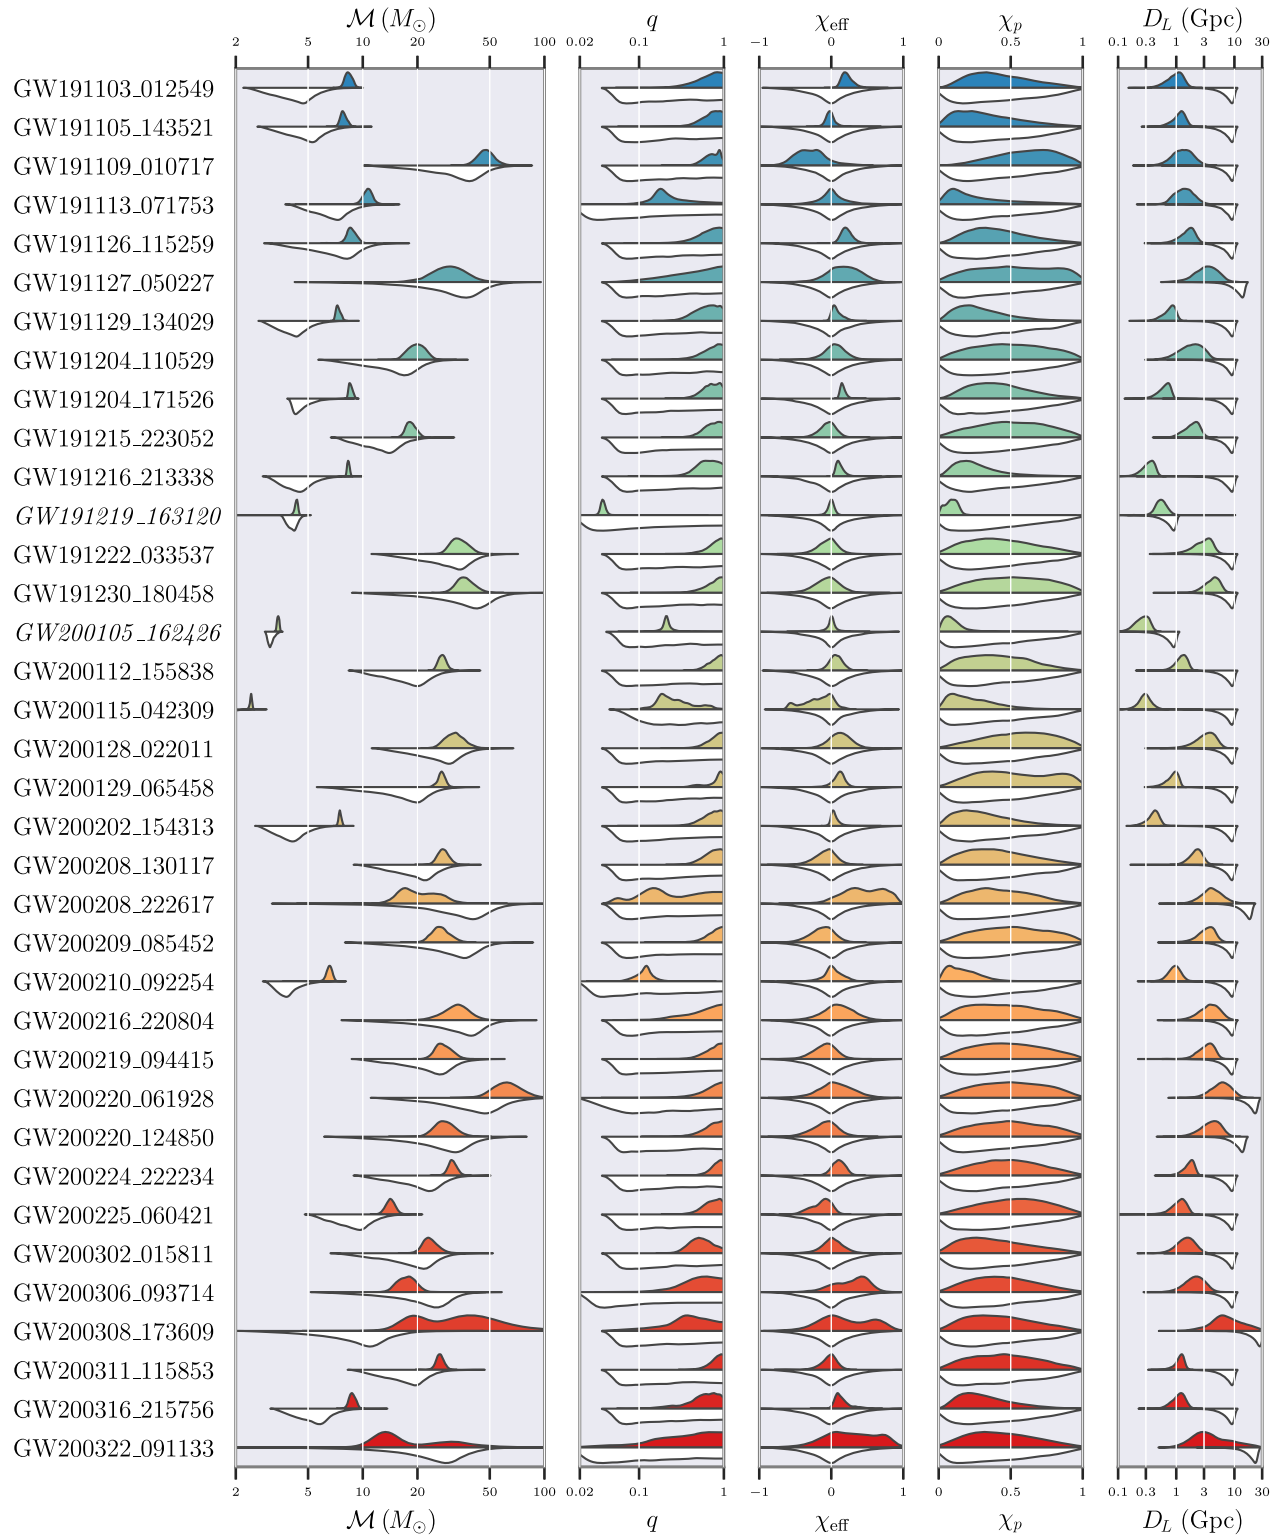 𝓜 (M⊙) q χeff χp D_L (Gpc)
2 5 10 20 50 100 0.02 0.1 1 −1 0 1 0 0.5 1 0.1 0.3 1 3 10 30
GW191103_012549
GW191105_143521
GW191109_010717
GW191113_071753
GW191126_115259
GW191127_050227
GW191129_134029
GW191204_110529
GW191204_171526
GW191215_223052
GW191216_213338
GW191219_163120
GW191222_033537
GW191230_180458
GW200105_162426
GW200112_155838
GW200115_042309
GW200128_022011
GW200129_065458
GW200202_154313
GW200208_130117
GW200208_222617
GW200209_085452
GW200210_092254
GW200216_220804
GW200219_094415
GW200220_061928
GW200220_124850
GW200224_222234
GW200225_060421
GW200302_015811
GW200306_093714
GW200308_173609
GW200311_115853
GW200316_215756
GW200322_091133
2 5 10 20 50 100 0.02 0.1 1 −1 0 1 0 0.5 1 0.1 0.3 1 3 10 30
𝓜 (M⊙) q χeff χp D_L (Gpc)